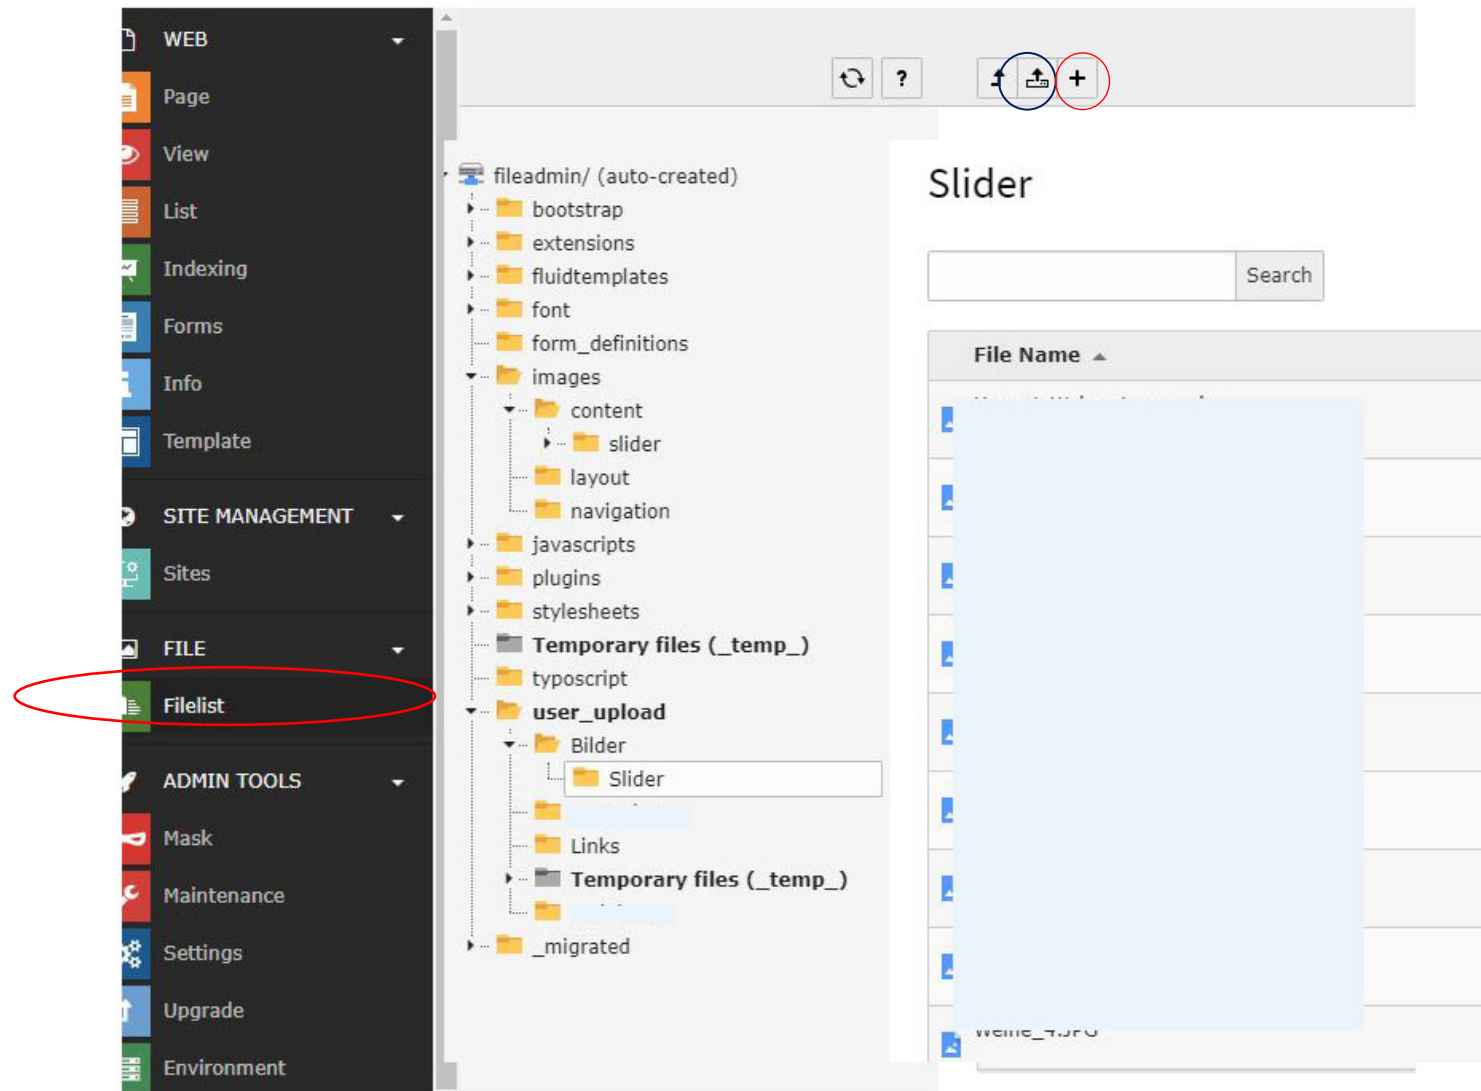 WEB
Page
View
List
Indexing
Forms
Info
Template
SITE MANAGEMENT
Sites
FILE
Filelist
ADMIN TOOLS
Mask
Maintenance
Settings
Upgrade
Environment
?
+
fileadmin/ (auto-created)
bootstrap
extensions
fluidtemplates
font
form_definitions
images
content
slider
layout
navigation
javascripts
plugins
stylesheets
Temporary files (_temp_)
typoscript
user_upload
Bilder
Slider
Links
Temporary files (_temp_)
_migrated
Slider
Search
File Name